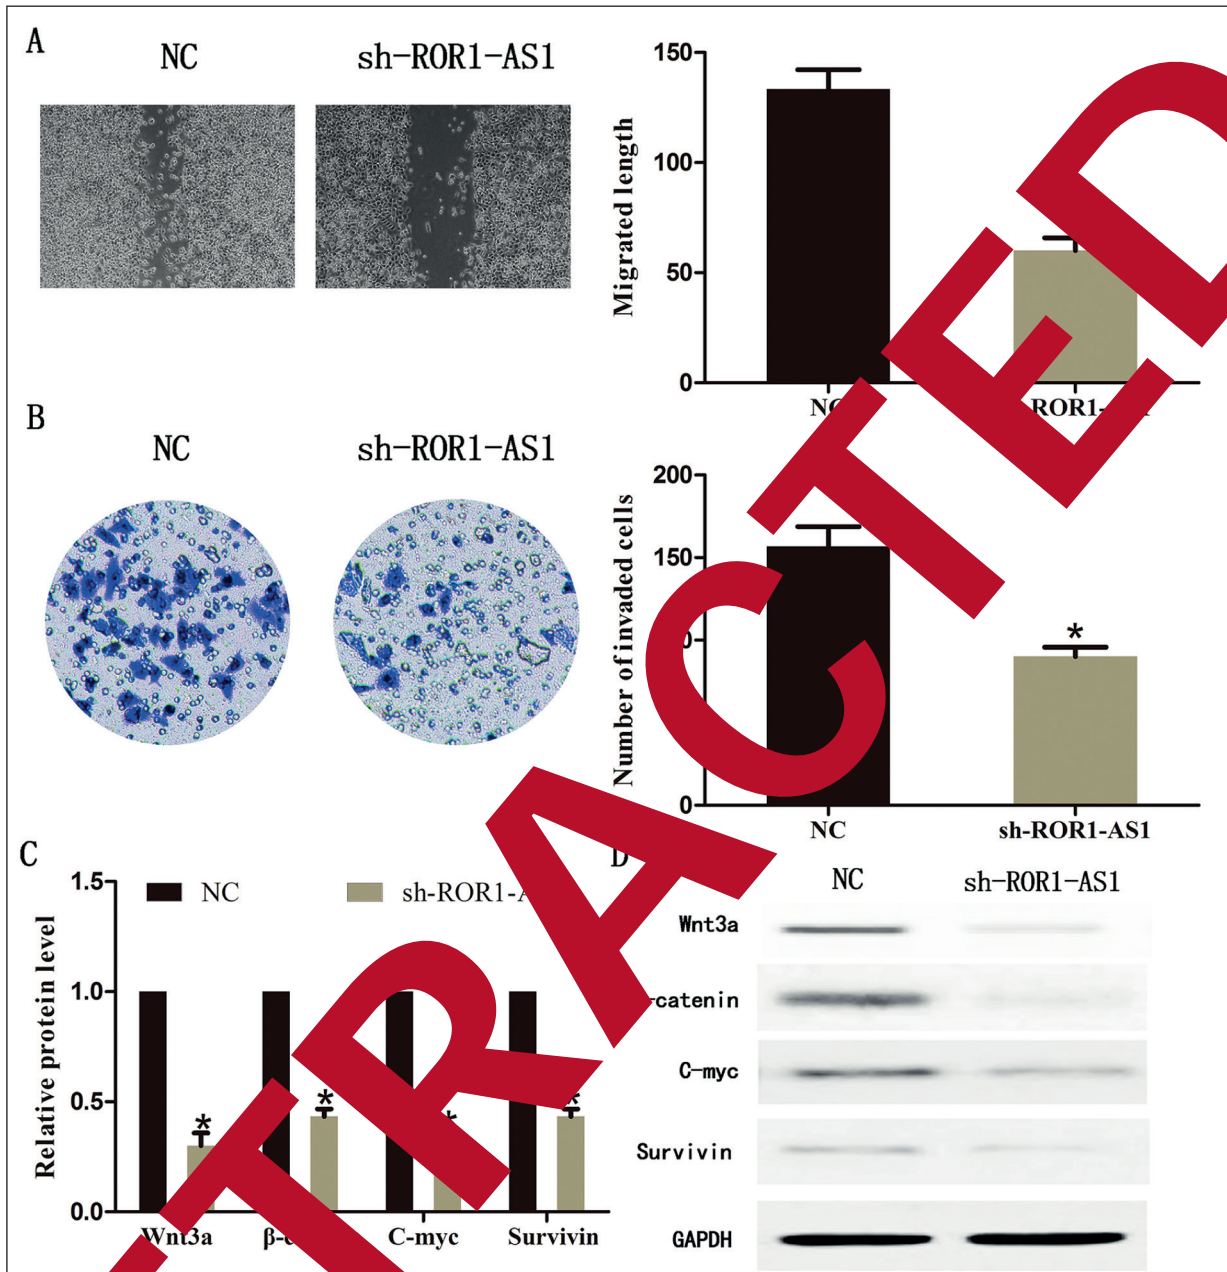 A
NC
sh-ROR1-AS1
Migrated length
150
100
50
0
NC
ROR1-
B
NC
sh-ROR1-AS1
Number of invaded cells
200
150
0
*
NC
sh-ROR1-AS1
C
Relative protein level
1.5
1.0
0.5
0.0
NC
sh-ROR1-A
*
*
*
*
Wnt3a
β-c
C-myc
Survivin
D
NC
sh-ROR1-AS1
Wnt3a
-catenin
C-myc
Survivin
GAPDH
TRACTED